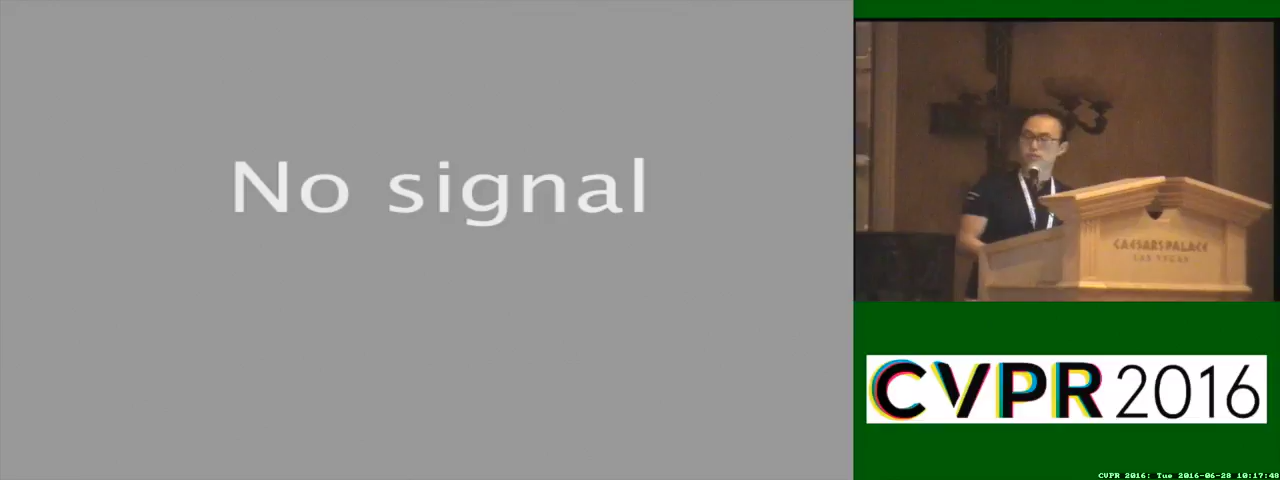 No signal
CAESARS PALACE
LAS VEGAS
CVPR 2016
CVPR 2016: Tue 2016-06-28 10:17:48